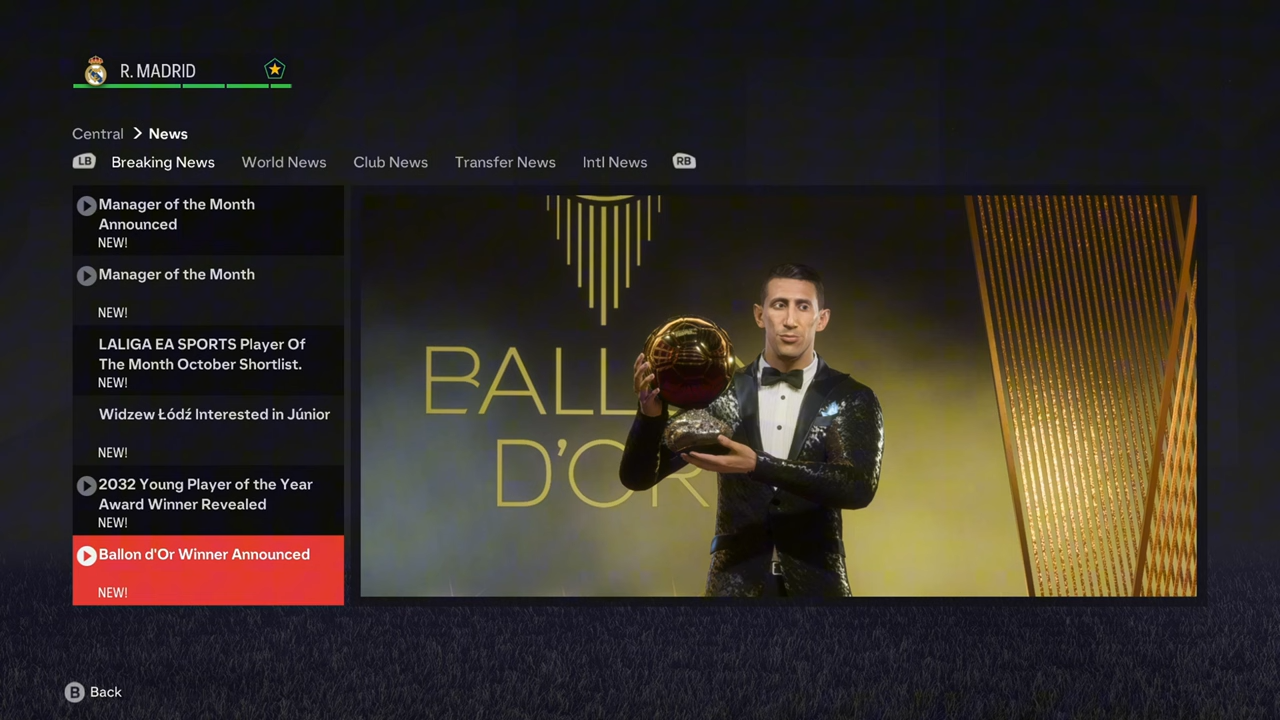 R. MADRID
Central > News
LB Breaking News World News Club News Transfer News Intl News RB
Manager of the Month
Announced
NEW!
Manager of the Month
NEW!
LALIGA EA SPORTS Player Of
The Month October Shortlist.
NEW!
Widzew Łódź Interested in Júnior
NEW!
2032 Young Player of the Year
Award Winner Revealed
NEW!
Ballon d'Or Winner Announced
NEW!
BALL
D'OR
B Back